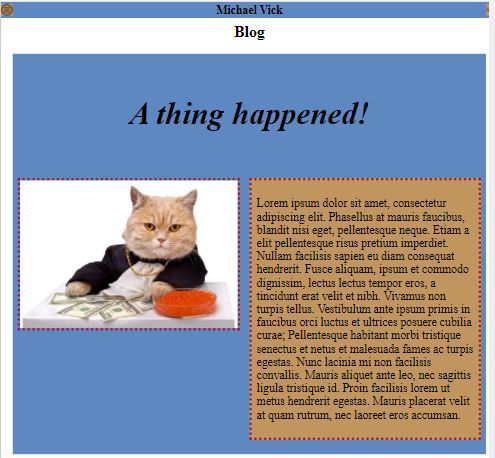 Michael Vick
Blog
A thing happened!
Lorem ipsum dolor sit amet, consectetur
adipiscing elit. Phasellus at mauris faucibus,
blandit nisi eget, pellentesque neque. Etiam a
elit pellentesque risus pretium imperdiet.
Nullam facilisis sapien eu diam consequat
hendrerit. Fusce aliquam, ipsum et commodo
dignissim, lectus lectus tempor eros, a
tincidunt erat velit et nibh. Vivamus non
turpis tellus. Vestibulum ante ipsum primis in
faucibus orci luctus et ultrices posuere cubilia
curae; Pellentesque habitant morbi tristique
senectus et netus et malesuada fames ac turpis
egestas. Nunc lacinia mi non facilisis
convallis. Mauris aliquet ante leo, nec sagittis
ligula tristique id. Proin facilisis lorem ut
metus hendrerit egestas. Mauris placerat velit
at quam rutrum, nec laoreet eros accumsan.